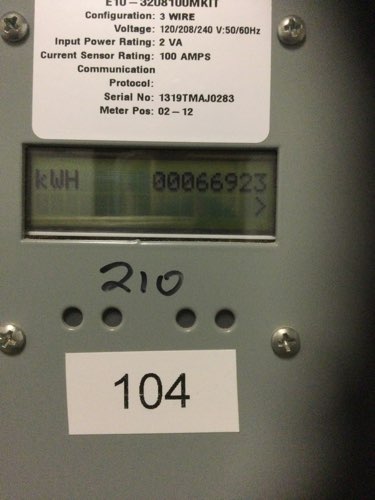 E10-3208100MKIT
Configuration: 3 WIRE
Voltage: 120/208/240 V:50/60Hz
Input Power Rating: 2 VA
Current Sensor Rating: 100 AMPS
Communication
Protocol:
Serial No: 1319TMAJ0283
Meter Pos: 02-12
kWH 00066923
>
210
104